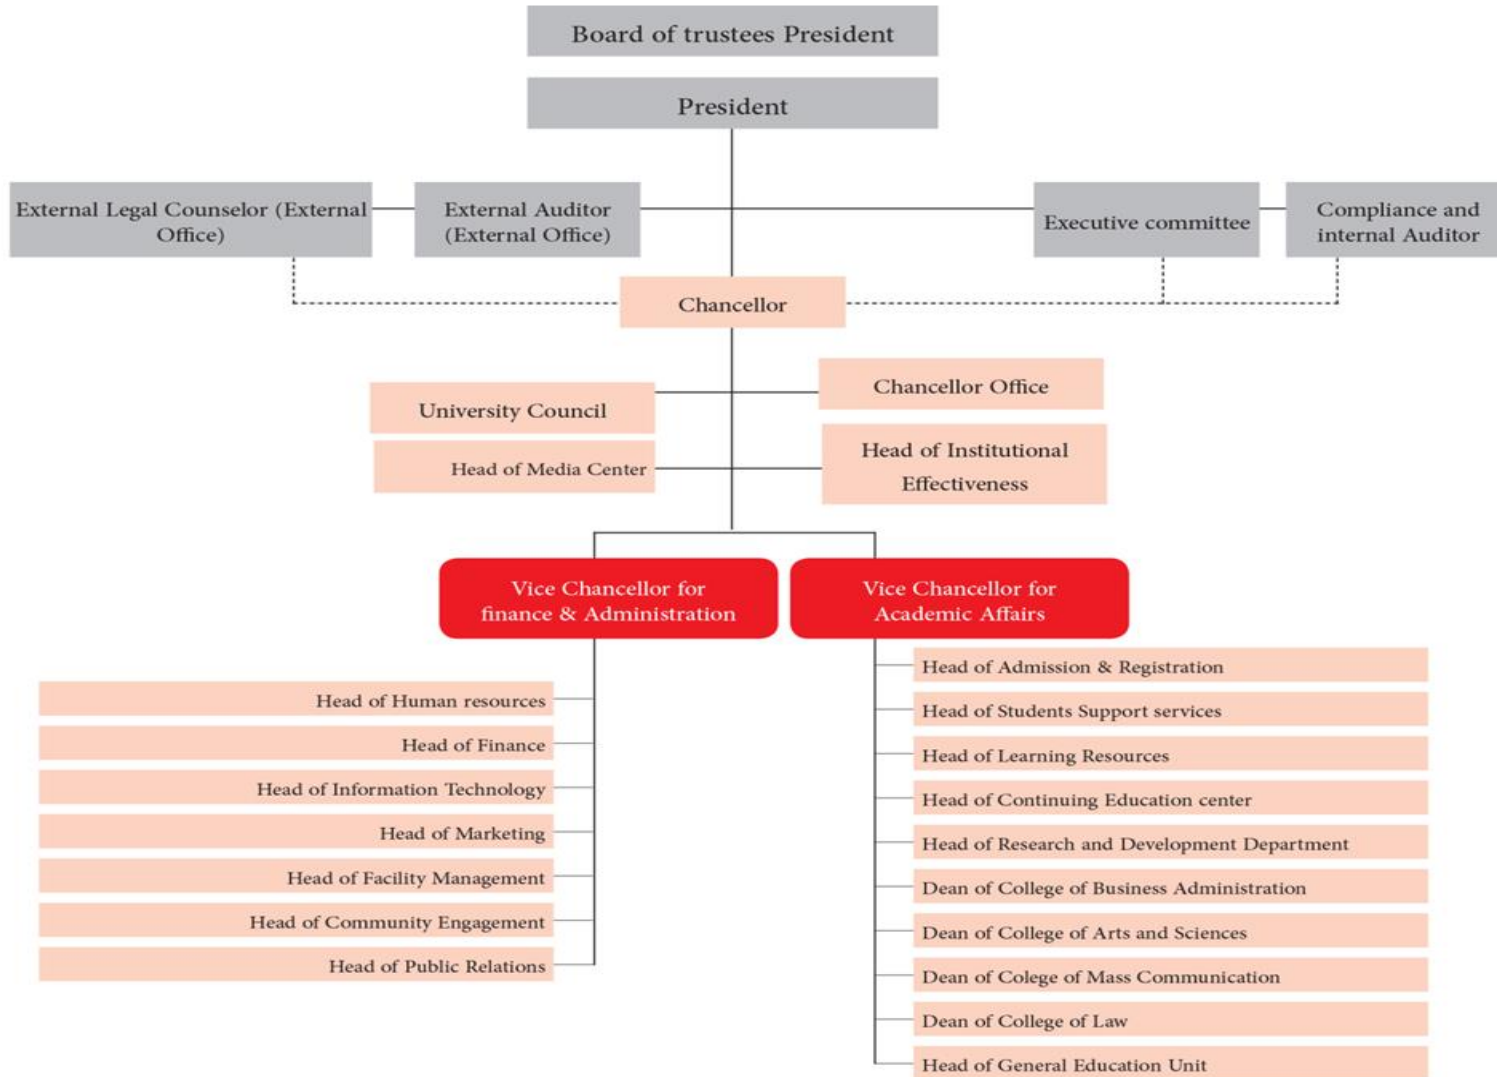 Board of trustees President
President
External Legal Counselor (External
Office)
External Auditor
(External Office)
Executive committee
Compliance and
internal Auditor
Chancellor
University Council
Chancellor Office
Head of Media Center
Head of Institutional
Effectiveness
Vice Chancellor for
finance & Administration
Vice Chancellor for
Academic Affairs
Head of Human resources
Head of Finance
Head of Information Technology
Head of Marketing
Head of Facility Management
Head of Community Engagement
Head of Public Relations
Head of Admission & Registration
Head of Students Support services
Head of Learning Resources
Head of Continuing Education center
Head of Research and Development Department
Dean of College of Business Administration
Dean of College of Arts and Sciences
Dean of Colege of Mass Communication
Dean of College of Law
Head of General Education Unit